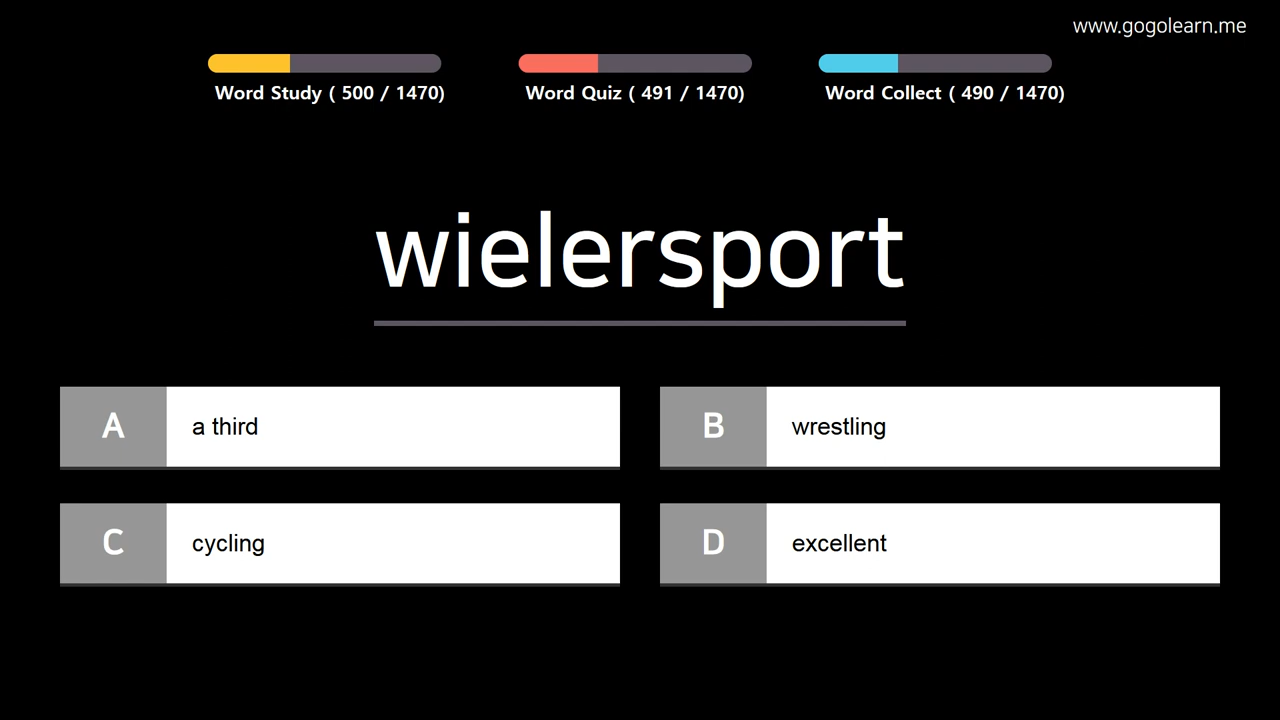 www.gogolearn.me
Word Study ( 500 / 1470)
Word Quiz ( 491 / 1470)
Word Collect ( 490 / 1470)
wielersport
A a third
B wrestling
C cycling
D excellent